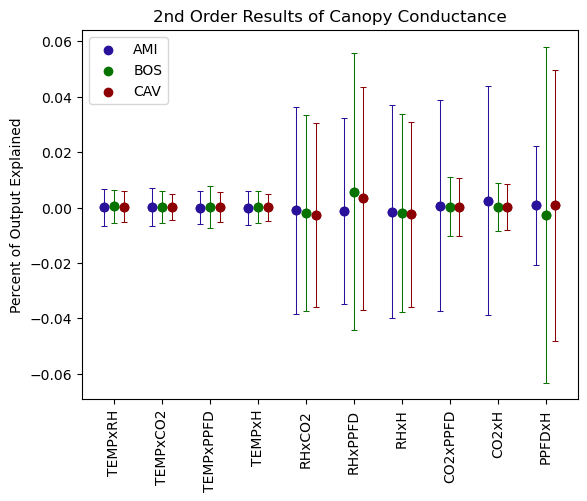 2nd Order Results of Canopy Conductance
AMI
BOS
CAV
Percent of Output Explained
0.06
0.04
0.02
0.00
−0.02
−0.04
−0.06
TEMPxRH
TEMPxCO2
TEMPxPPFD
TEMPxH
RHxCO2
RHxPPFD
RHxH
CO2xPPFD
CO2xH
PPFDxH